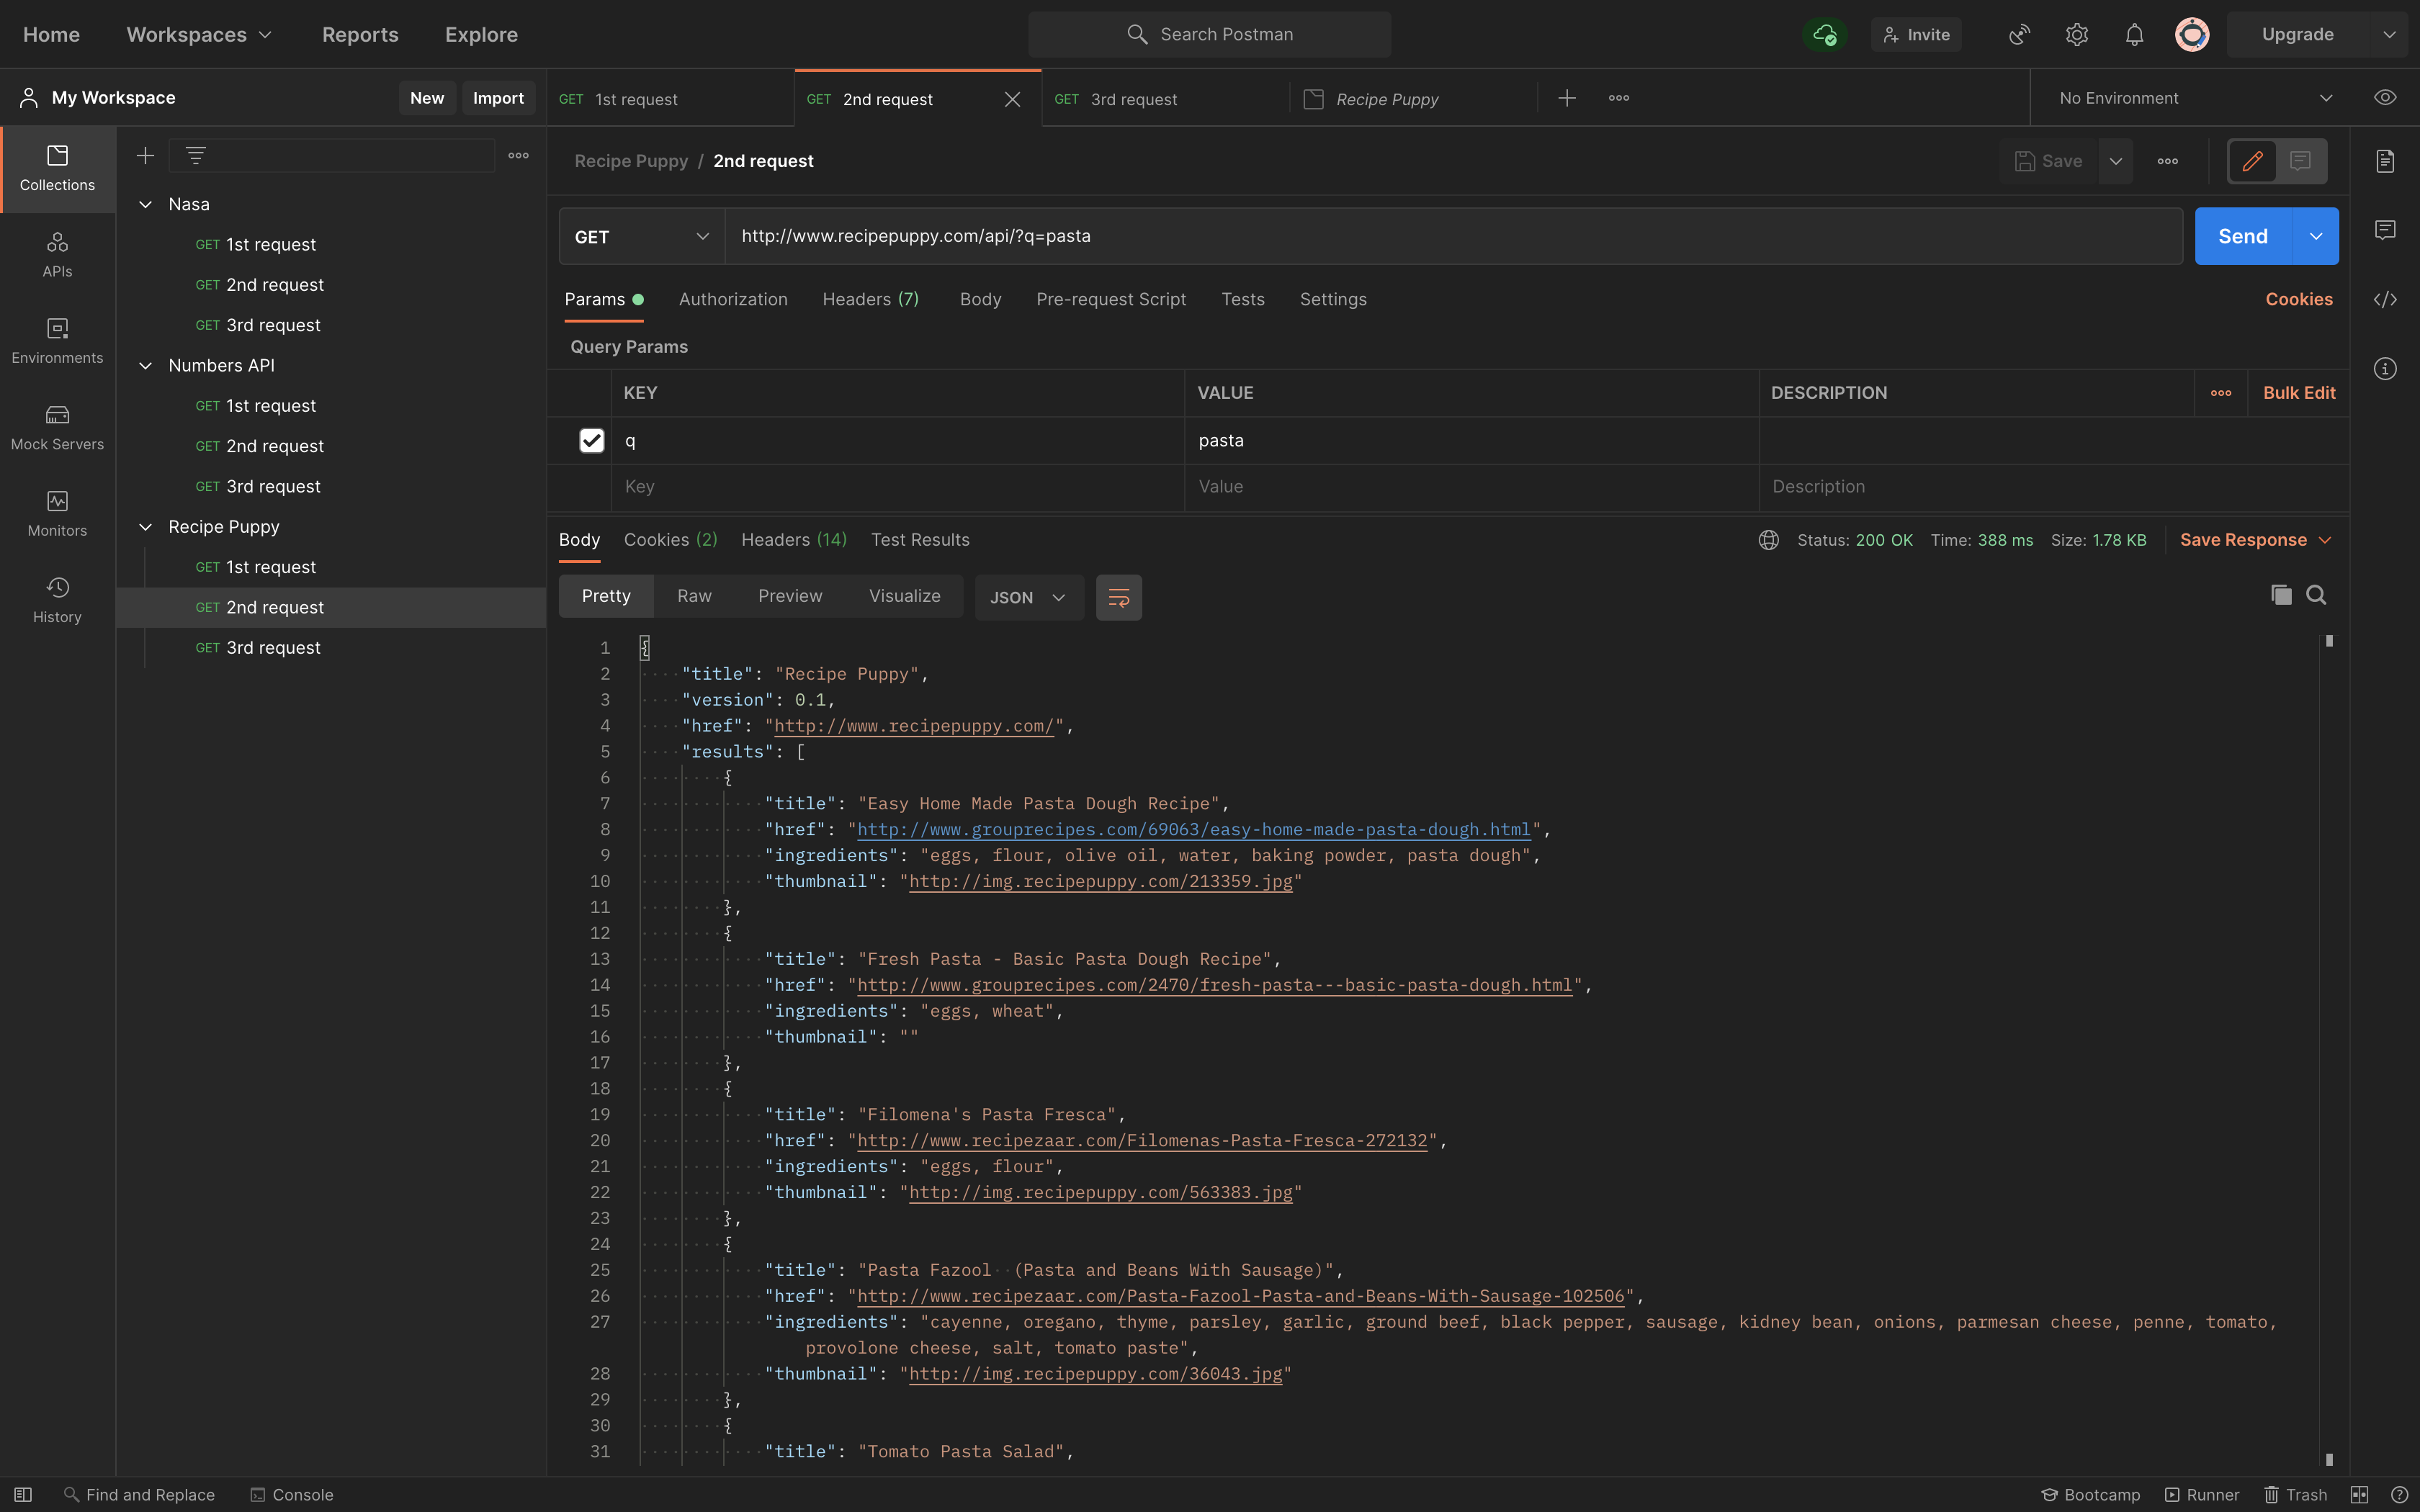 Home Workspaces Reports Explore Search Postman Invite Upgrade
My Workspace New Import GET 1st request GET 2nd request GET 3rd request Recipe Puppy No Environment
Collections
APIs
Environments
Mock Servers
Monitors
History
Nasa
GET 1st request
GET 2nd request
GET 3rd request
Numbers API
GET 1st request
GET 2nd request
GET 3rd request
Recipe Puppy
GET 1st request
GET 2nd request
GET 3rd request
Recipe Puppy / 2nd request Save
GET http://www.recipepuppy.com/api/?q=pasta Send
Params Authorization Headers (7) Body Pre-request Script Tests Settings Cookies
Query Params
KEY VALUE DESCRIPTION Bulk Edit
q pasta
Key Value Description
Body Cookies (2) Headers (14) Test Results Status: 200 OK Time: 388 ms Size: 1.78 KB Save Response
Pretty Raw Preview Visualize JSON
1 {
2 "title": "Recipe Puppy",
3 "version": 0.1,
4 "href": "http://www.recipepuppy.com/",
5 "results": [
6 {
7 "title": "Easy Home Made Pasta Dough Recipe",
8 "href": "http://www.grouprecipes.com/69063/easy-home-made-pasta-dough.html",
9 "ingredients": "eggs, flour, olive oil, water, baking powder, pasta dough",
10 "thumbnail": "http://img.recipepuppy.com/213359.jpg"
11 },
12 {
13 "title": "Fresh Pasta - Basic Pasta Dough Recipe",
14 "href": "http://www.grouprecipes.com/2470/fresh-pasta---basic-pasta-dough.html",
15 "ingredients": "eggs, wheat",
16 "thumbnail": ""
17 },
18 {
19 "title": "Filomena's Pasta Fresca",
20 "href": "http://www.recipezaar.com/Filomenas-Pasta-Fresca-272132",
21 "ingredients": "eggs, flour",
22 "thumbnail": "http://img.recipepuppy.com/563383.jpg"
23 },
24 {
25 "title": "Pasta Fazool  (Pasta and Beans With Sausage)",
26 "href": "http://www.recipezaar.com/Pasta-Fazool-Pasta-and-Beans-With-Sausage-102506",
27 "ingredients": "cayenne, oregano, thyme, parsley, garlic, ground beef, black pepper, sausage, kidney bean, onions, parmesan cheese, penne, tomato,
provolone cheese, salt, tomato paste",
28 "thumbnail": "http://img.recipepuppy.com/36043.jpg"
29 },
30 {
31 "title": "Tomato Pasta Salad",
Find and Replace Console Bootcamp Runner Trash